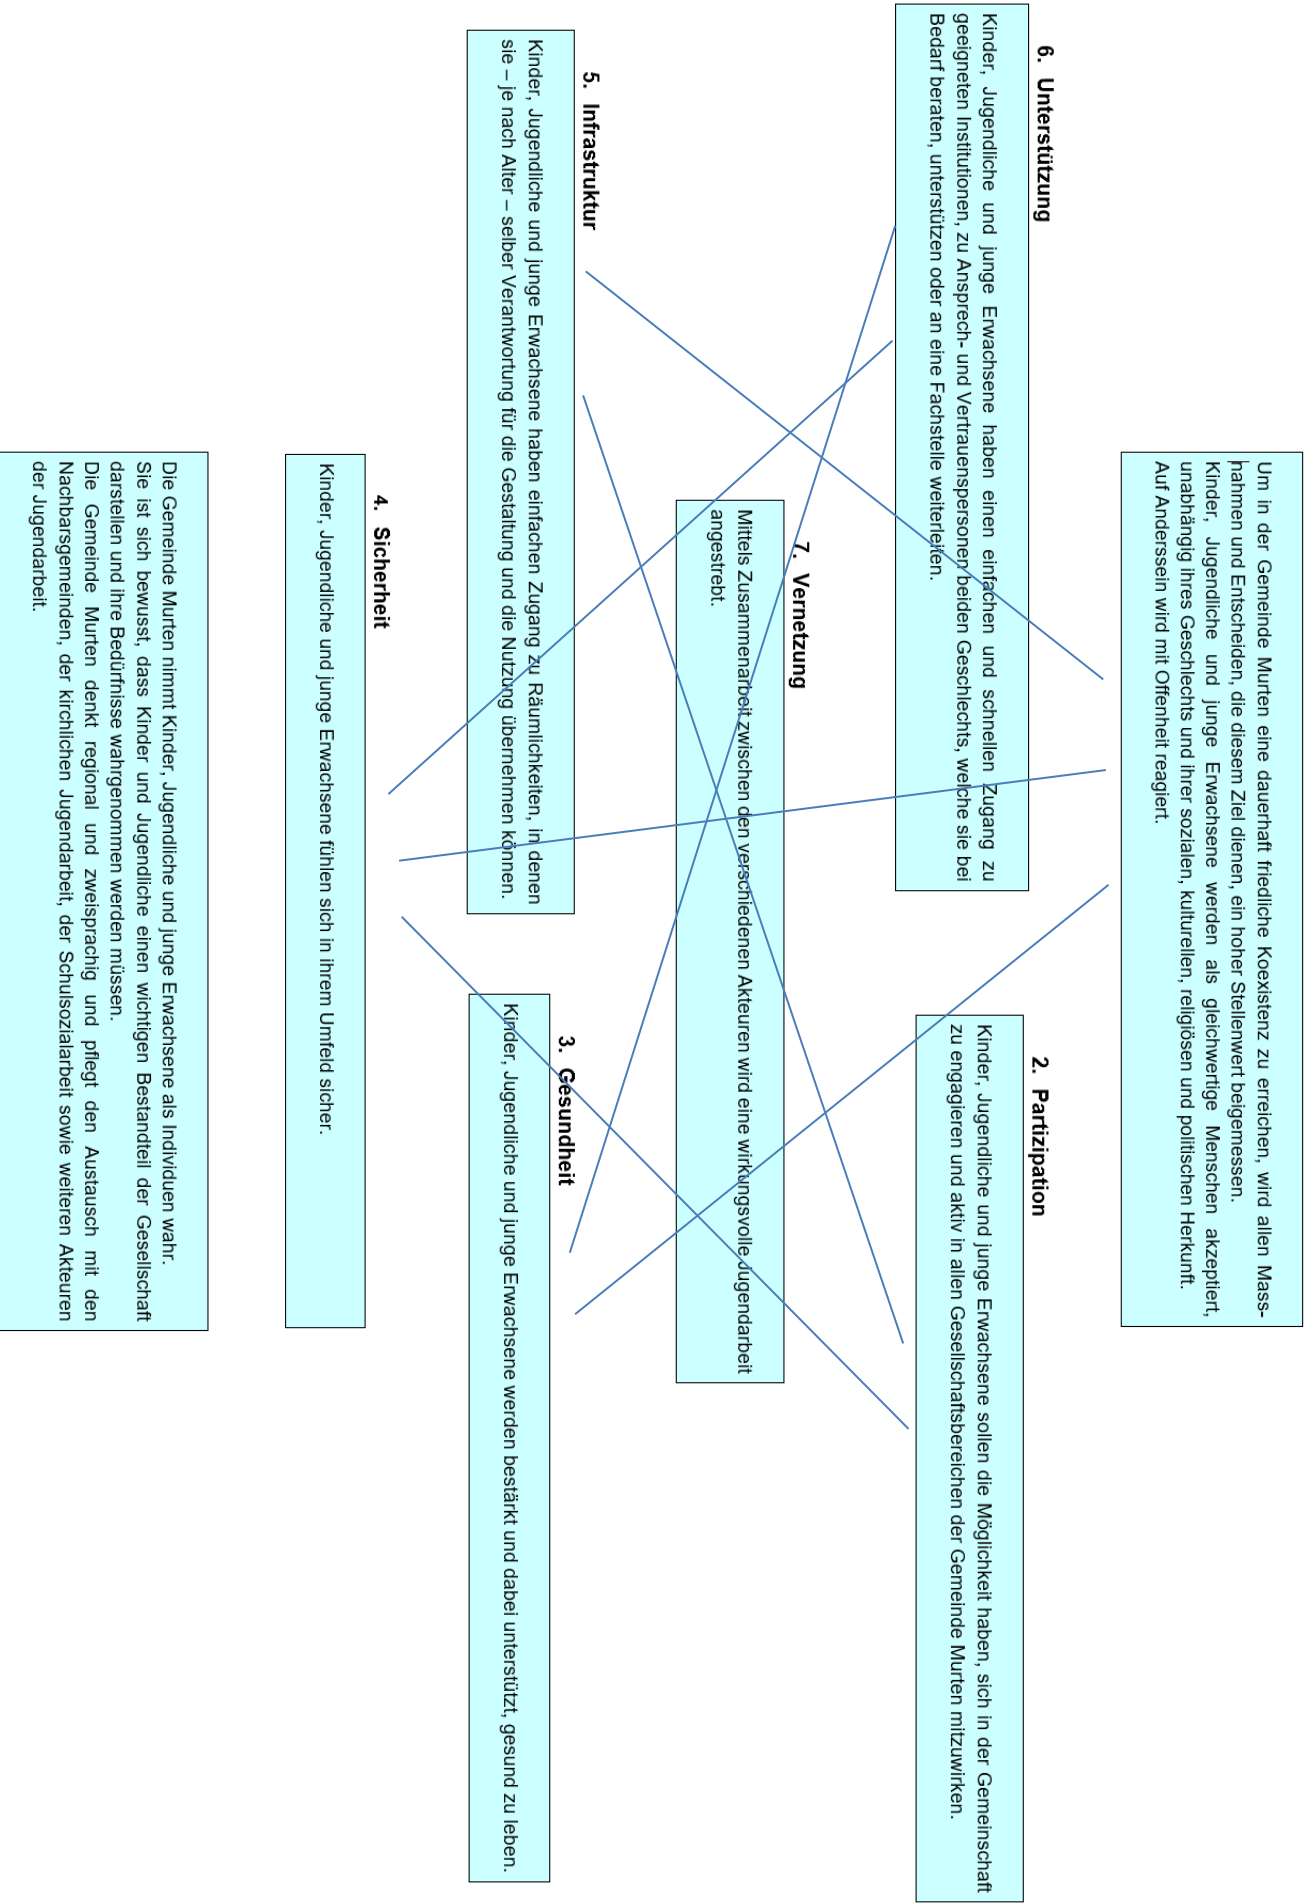 Um in der Gemeinde Murten eine dauerhaft friedliche Koexistenz zu erreichen, wird allen Mass-
nahmen und Entscheiden, die diesem Ziel dienen, ein hoher Stellenwert beigemessen.
Kinder, Jugendliche und junge Erwachsene werden als gleichwertige Menschen akzeptiert,
unabhängig ihres Geschlechts und ihrer sozialen, kulturellen, religiösen und politischen Herkunft.
Auf Anderssein wird mit Offenheit reagiert.
6. Unterstützung
Kinder, Jugendliche und junge Erwachsene haben einen einfachen und schnellen Zugang zu
geeigneten Institutionen, zu Ansprech- und Vertrauenspersonen beiden Geschlechts, welche sie bei
Bedarf beraten, unterstützen oder an eine Fachstelle weiterleiten.
2. Partizipation
Kinder, Jugendliche und junge Erwachsene sollen die Möglichkeit haben, sich in der Gemeinschaft
zu engagieren und aktiv in allen Gesellschaftsbereichen der Gemeinde Murten mitzuwirken.
7. Vernetzung
Mittels Zusammenarbeit zwischen den verschiedenen Akteuren wird eine wirkungsvolle Jugendarbeit
angestrebt.
5. Infrastruktur
Kinder, Jugendliche und junge Erwachsene haben einfachen Zugang zu Räumlichkeiten, in denen
sie – je nach Alter – selber Verantwortung für die Gestaltung und die Nutzung übernehmen können.
3. Gesundheit
Kinder, Jugendliche und junge Erwachsene werden bestärkt und dabei unterstützt, gesund zu leben.
4. Sicherheit
Kinder, Jugendliche und junge Erwachsene fühlen sich in ihrem Umfeld sicher.
Die Gemeinde Murten nimmt Kinder, Jugendliche und junge Erwachsene als Individuen wahr.
Sie ist sich bewusst, dass Kinder und Jugendliche einen wichtigen Bestandteil der Gesellschaft
darstellen und ihre Bedürfnisse wahrgenommen werden müssen.
Die Gemeinde Murten denkt regional und zweisprachig und pflegt den Austausch mit den
Nachbarsgemeinden, der kirchlichen Jugendarbeit, der Schulsozialarbeit sowie weiteren Akteuren
der Jugendarbeit.